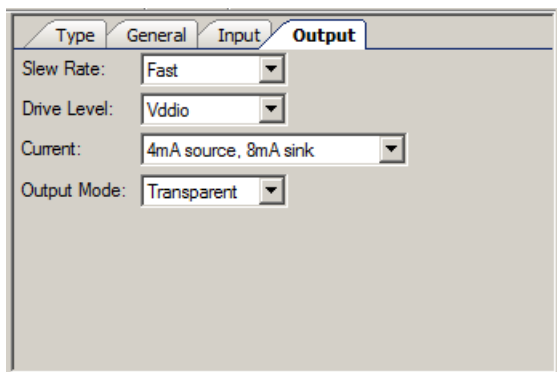 Type General Input Output
Slew Rate: Fast
Drive Level: Vddio
Current: 4mA source, 8mA sink
Output Mode: Transparent